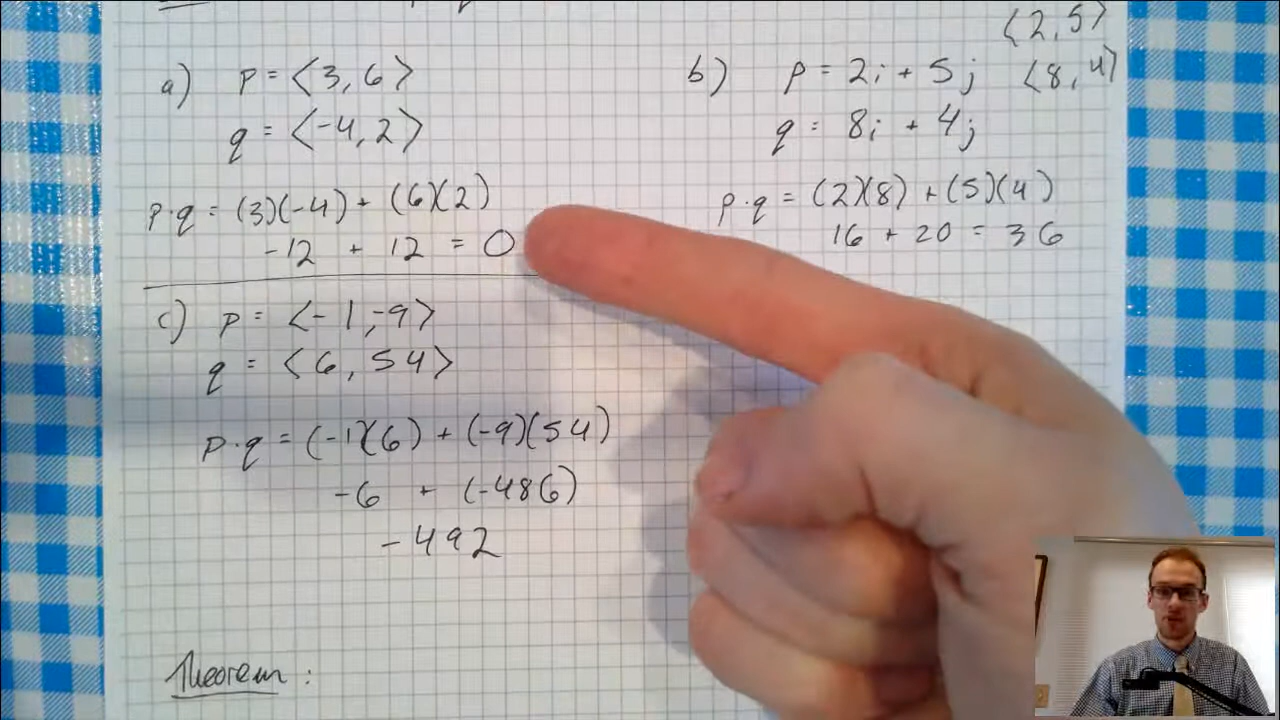 ⟨2, 5⟩
a) p = ⟨3, 6⟩
q = ⟨-4, 2⟩
p·q = (3)(-4) + (6)(2)
-12 + 12 = 0
b) p = 2i + 5j ⟨8, 4⟩
q = 8i + 4j
p·q = (2)(8) + (5)(4)
16 + 20 = 36
c) p = ⟨-1, -9⟩
q = ⟨6, 54⟩
p·q = (-1)(6) + (-9)(54)
-6 + (-486)
-492
Theorem: